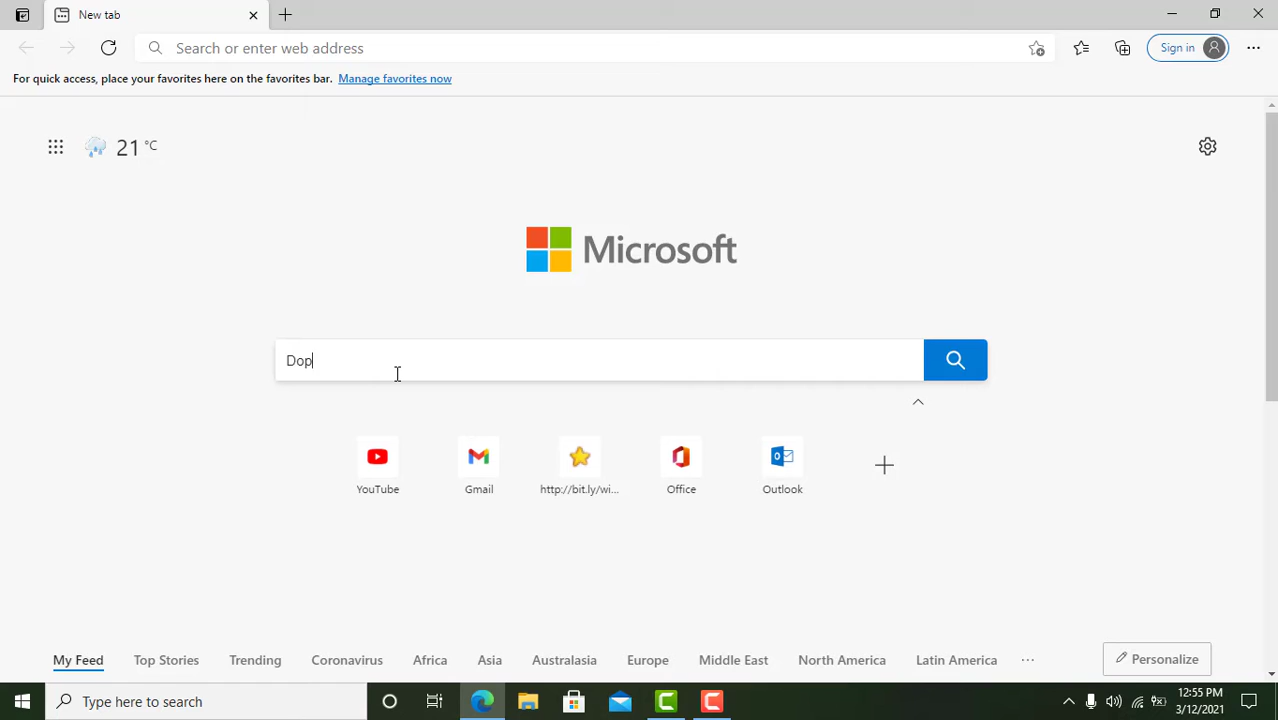 New tab
Search or enter web address
Sign in
For quick access, place your favorites here on the favorites bar. Manage favorites now
21 °C
Microsoft
Dop
YouTube
Gmail
http://bit.ly/wi...
Office
Outlook
My Feed Top Stories Trending Coronavirus Africa Asia Australasia Europe Middle East North America Latin America ... Personalize
Type here to search
12:55 PM
3/12/2021